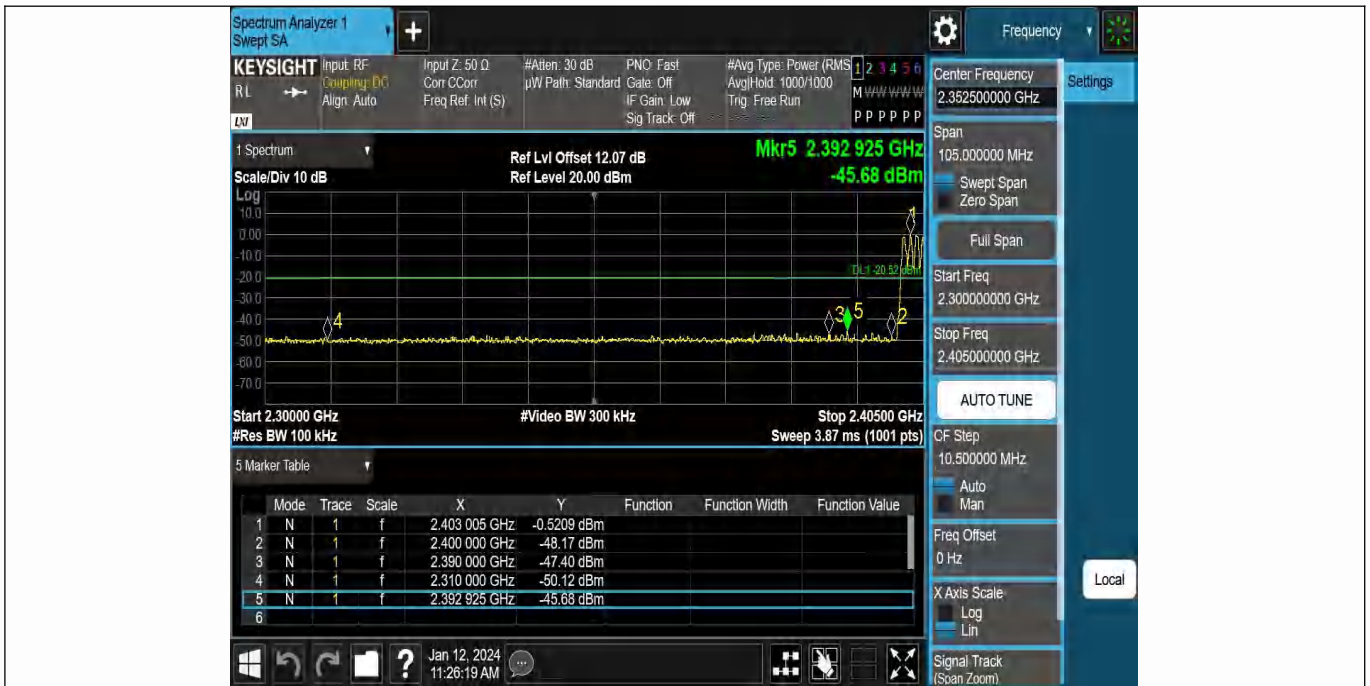 Spectrum Analyzer 1
Swept SA
+
Frequency
KEYSIGHT
RL
LXI
Input: RF
Coupling: DC
Align: Auto
Input Z: 50 Ω
Corr CCorr
Freq Ref: Int (S)
#Atten: 30 dB
µW Path: Standard
PNO: Fast
Gate: Off
IF Gain: Low
Sig Track: Off
#Avg Type: Power (RMS
Avg|Hold: 1000/1000
Trig: Free Run
1 2 3 4 5 6
M W W W W W
P P P P P P
1 Spectrum
Scale/Div 10 dB
Ref Lvl Offset 12.07 dB
Ref Level 20.00 dBm
Mkr5 2.392 925 GHz
-45.68 dBm
Log
10.0
0.00
-10.0
-20.0
-30.0
-40.0
-50.0
-60.0
-70.0
DL1 -20.52 dBm
1
4
3
5
2
Start 2.30000 GHz
#Video BW 300 kHz
Stop 2.40500 GHz
#Res BW 100 kHz
Sweep 3.87 ms (1001 pts)
5 Marker Table
Mode Trace Scale X Y Function Function Width Function Value
1 N 1 f 2.403 005 GHz -0.5209 dBm
2 N 1 f 2.400 000 GHz -48.17 dBm
3 N 1 f 2.390 000 GHz -47.40 dBm
4 N 1 f 2.310 000 GHz -50.12 dBm
5 N 1 f 2.392 925 GHz -45.68 dBm
6
?
Jan 12, 2024
11:26:19 AM
Center Frequency
2.352500000 GHz
Settings
Span
105.000000 MHz
Swept Span
Zero Span
Full Span
Start Freq
2.300000000 GHz
Stop Freq
2.405000000 GHz
AUTO TUNE
CF Step
10.500000 MHz
Auto
Man
Freq Offset
0 Hz
X Axis Scale
Log
Lin
Local
Signal Track
(Span Zoom)